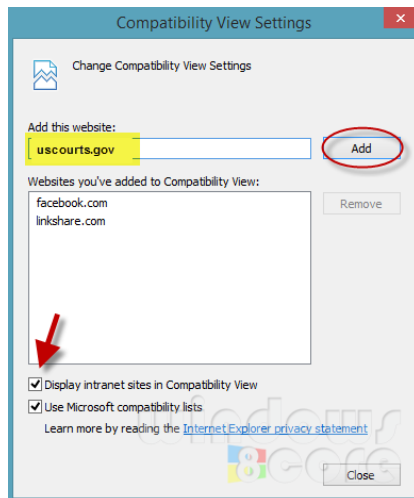 Compatibility View Settings
Change Compatibility View Settings
Add this website:
uscourts.gov
Add
Websites you've added to Compatibility View:
facebook.com
linkshare.com
Remove
Display intranet sites in Compatibility View
Use Microsoft compatibility lists
Learn more by reading the Internet Explorer privacy statement
windows
8core
Close